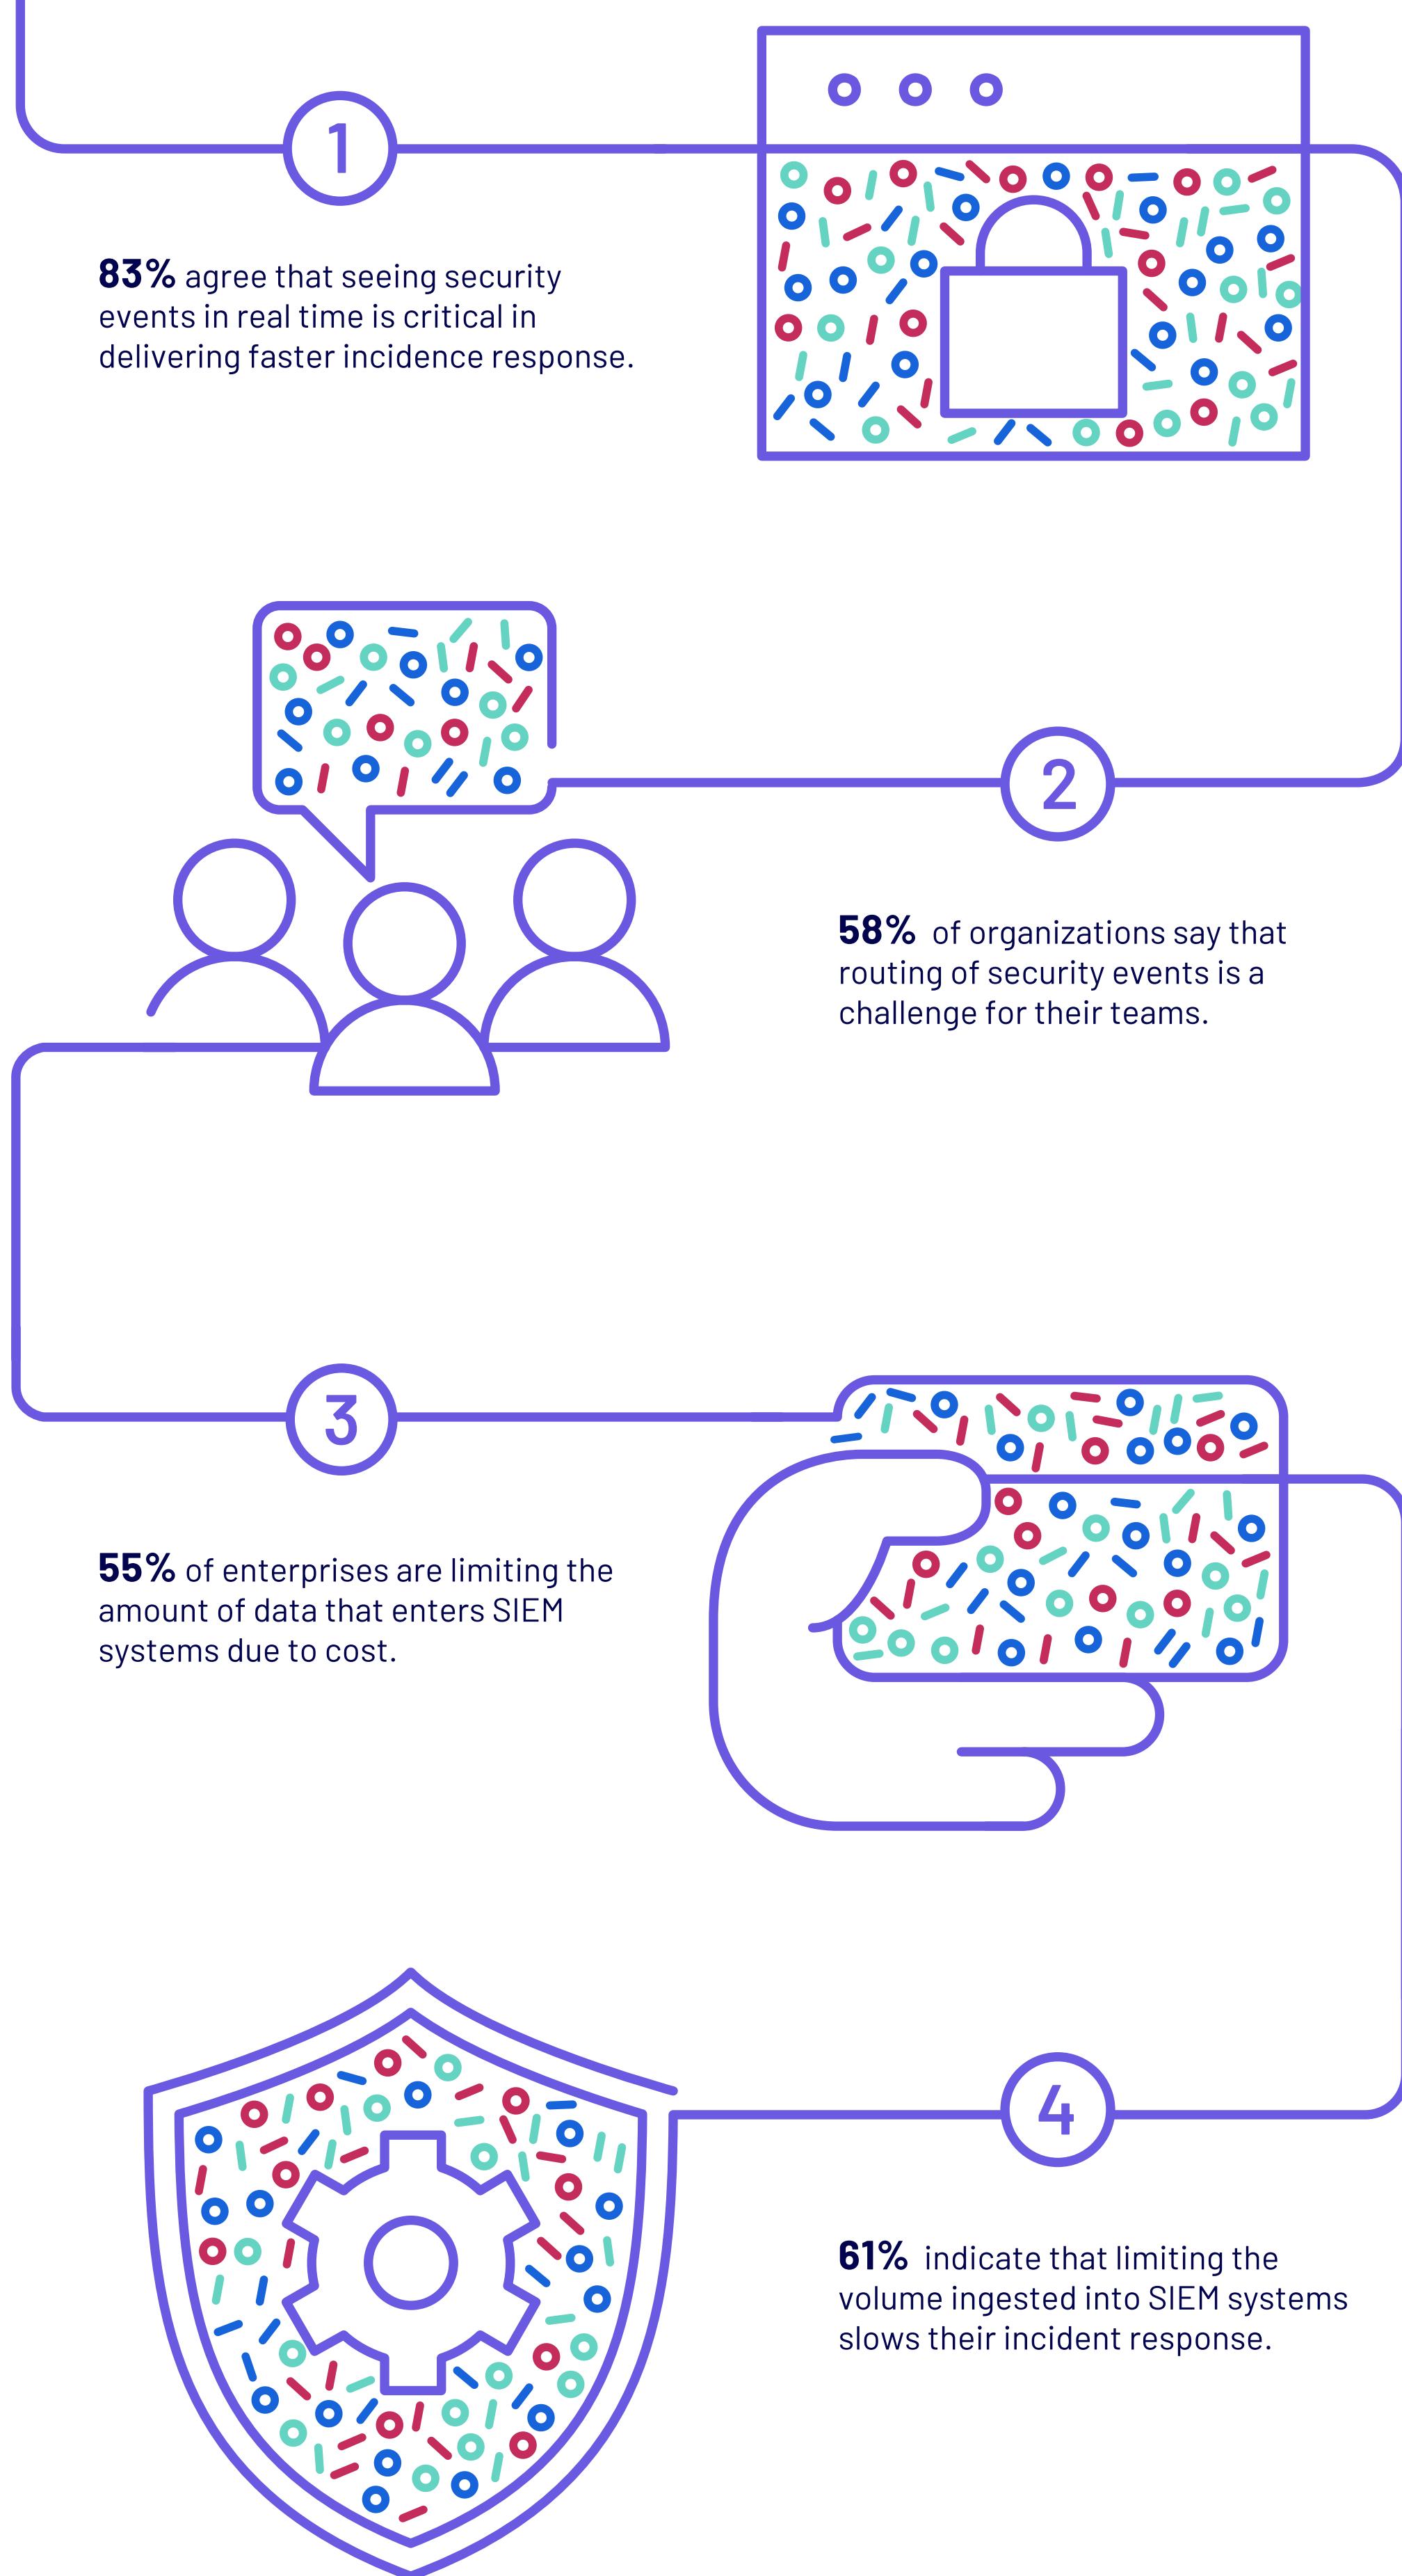 1
83% agree that seeing security
events in real time is critical in
delivering faster incidence response.
2
58% of organizations say that
routing of security events is a
challenge for their teams.
3
55% of enterprises are limiting the
amount of data that enters SIEM
systems due to cost.
4
61% indicate that limiting the
volume ingested into SIEM systems
slows their incident response.